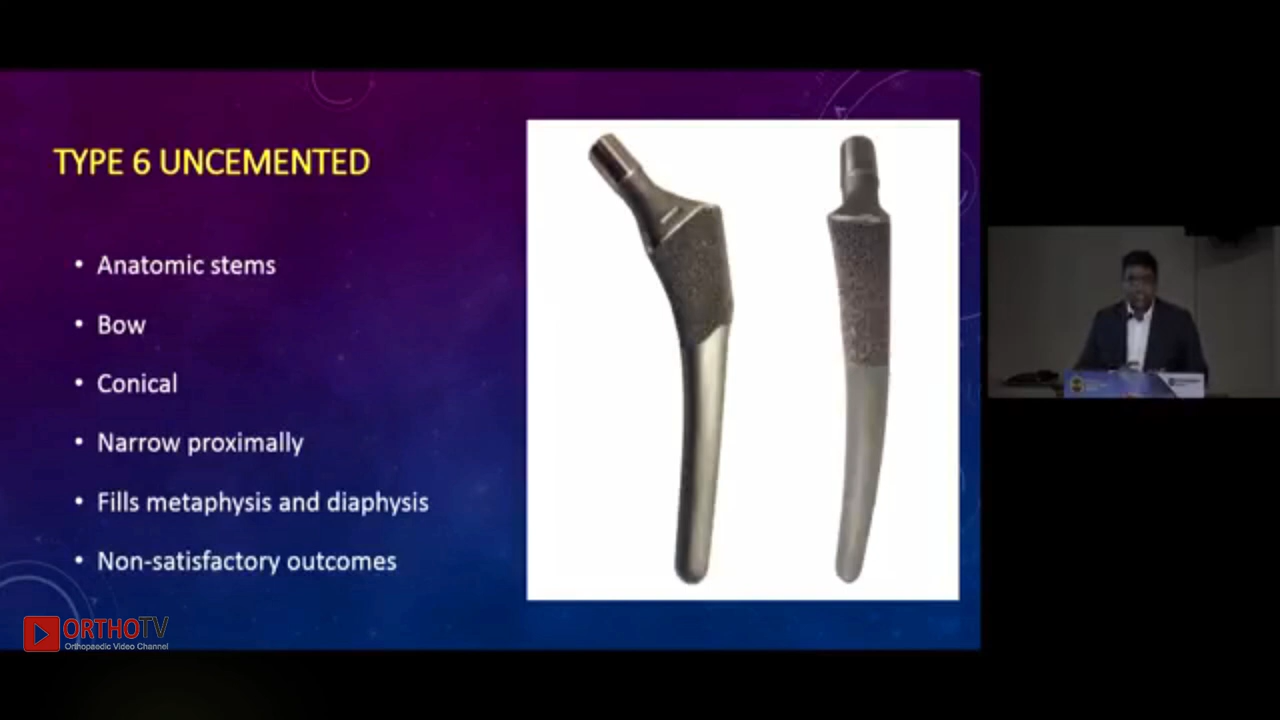 TYPE 6 UNCEMENTED
• Anatomic stems
• Bow
• Conical
• Narrow proximally
• Fills metaphysis and diaphysis
• Non-satisfactory outcomes
ORTHOTV
Orthopaedic Video Channel